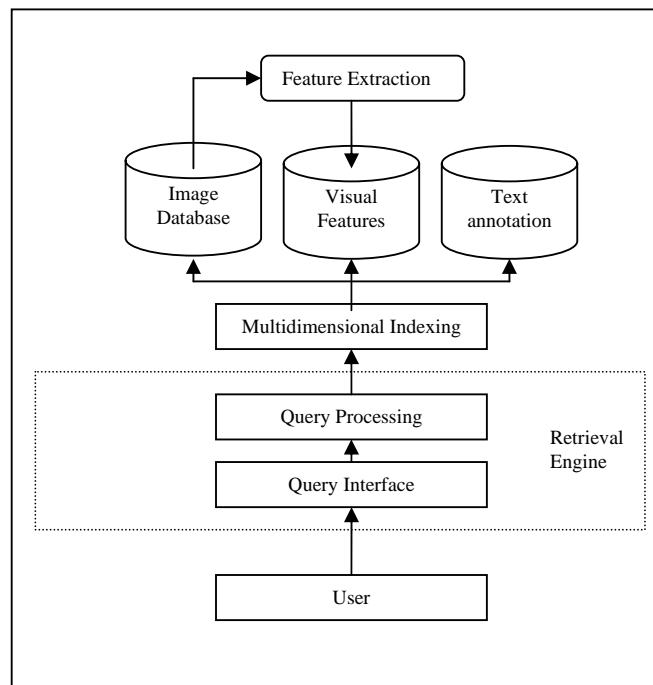 Feature Extraction
Image
Database
Visual
Features
Text
annotation
Multidimensional Indexing
Query Processing
Retrieval
Engine
Query Interface
User